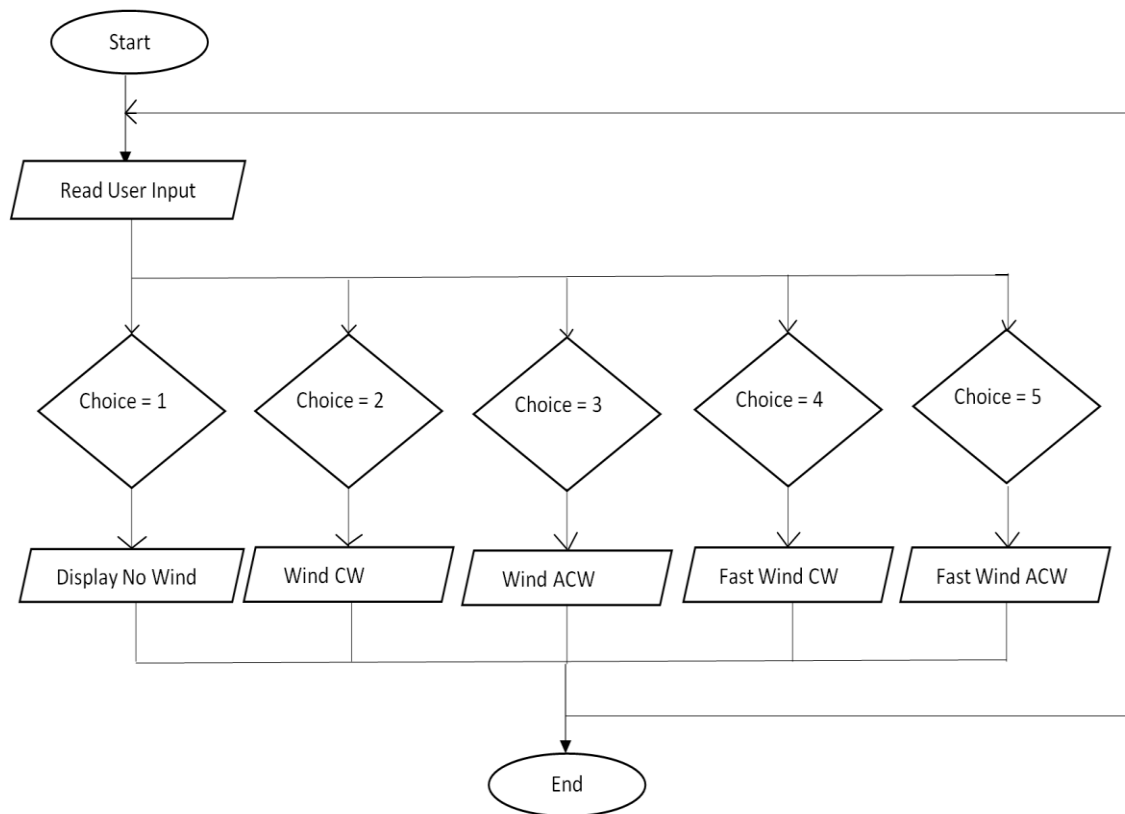 Start
Read User Input
Choice = 1
Choice = 2
Choice = 3
Choice = 4
Choice = 5
Display No Wind
Wind CW
Wind ACW
Fast Wind CW
Fast Wind ACW
End